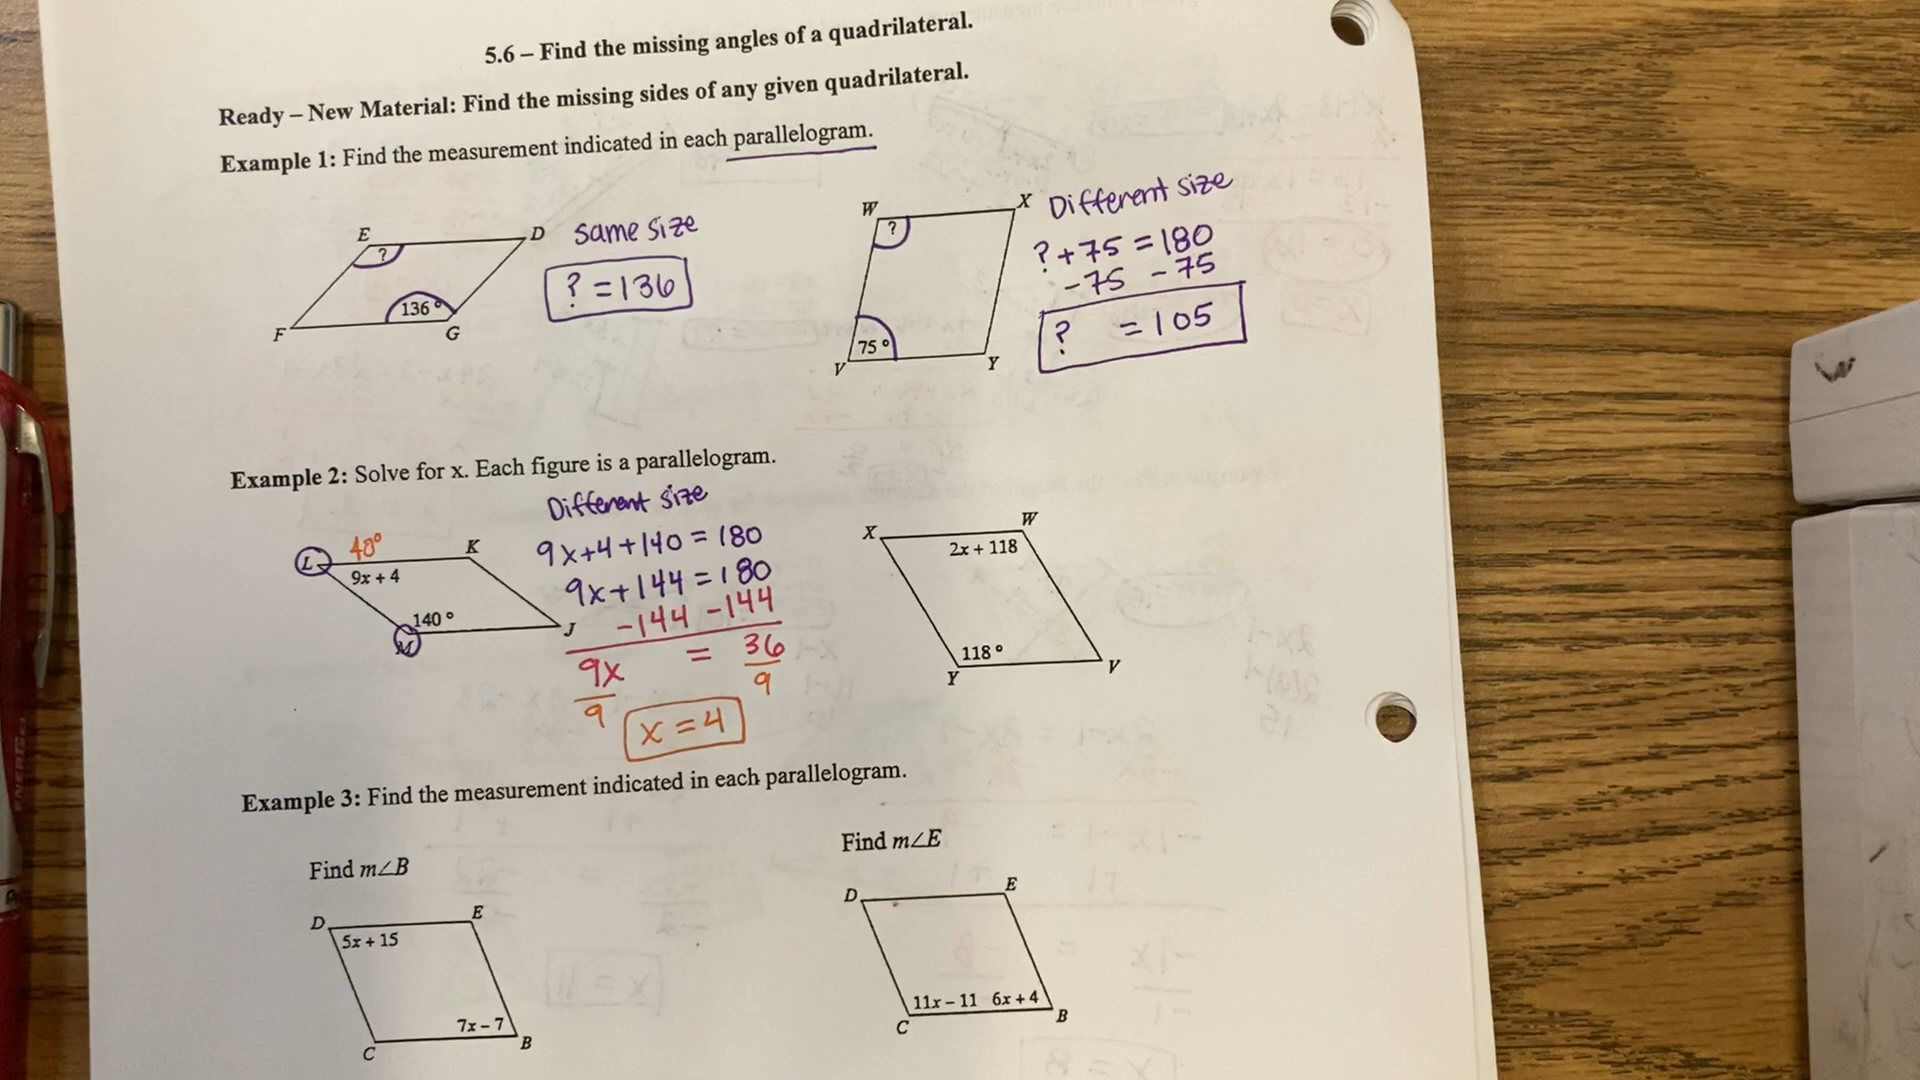 5.6 – Find the missing angles of a quadrilateral.
Ready – New Material: Find the missing sides of any given quadrilateral.
Example 1: Find the measurement indicated in each parallelogram.
E
D
?
136°
F
G
Same size
? = 136
W
X
?
75°
V
Y
Different size
? + 75 = 180
- 75 - 75
? = 105
Example 2: Solve for x. Each figure is a parallelogram.
Different size
L
40°
K
9x + 4
140°
M
J
9x+4+140 = 180
9x+144 = 180
-144 -144
9x = 36
9 9
x = 4
X
W
2x + 118
118°
Y
V
Example 3: Find the measurement indicated in each parallelogram.
Find m∠B
D
E
5x + 15
7x – 7
C
B
Find m∠E
D
E
11x – 11 6x + 4
C
B